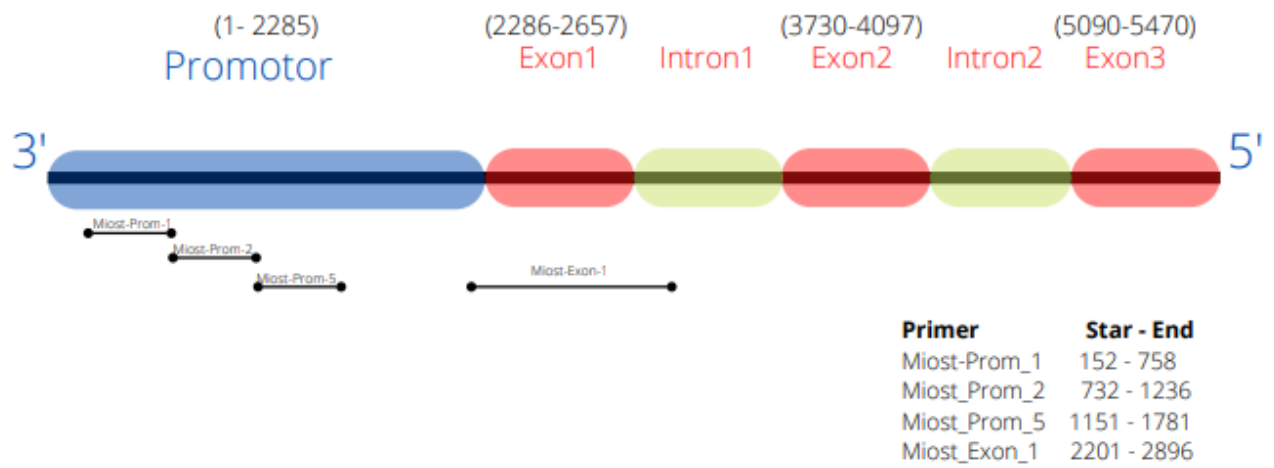 (1- 2285) (2286-2657) (3730-4097) (5090-5470)
Promotor Exon1 Intron1 Exon2 Intron2 Exon3
3' 5'
Miost-Prom-1
Miost-Prom-2
Miost-Prom-5 Miost-Exon-1
Primer Star - End
Miost-Prom_1 152 - 758
Miost_Prom_2 732 - 1236
Miost_Prom_5 1151 - 1781
Miost_Exon_1 2201 - 2896